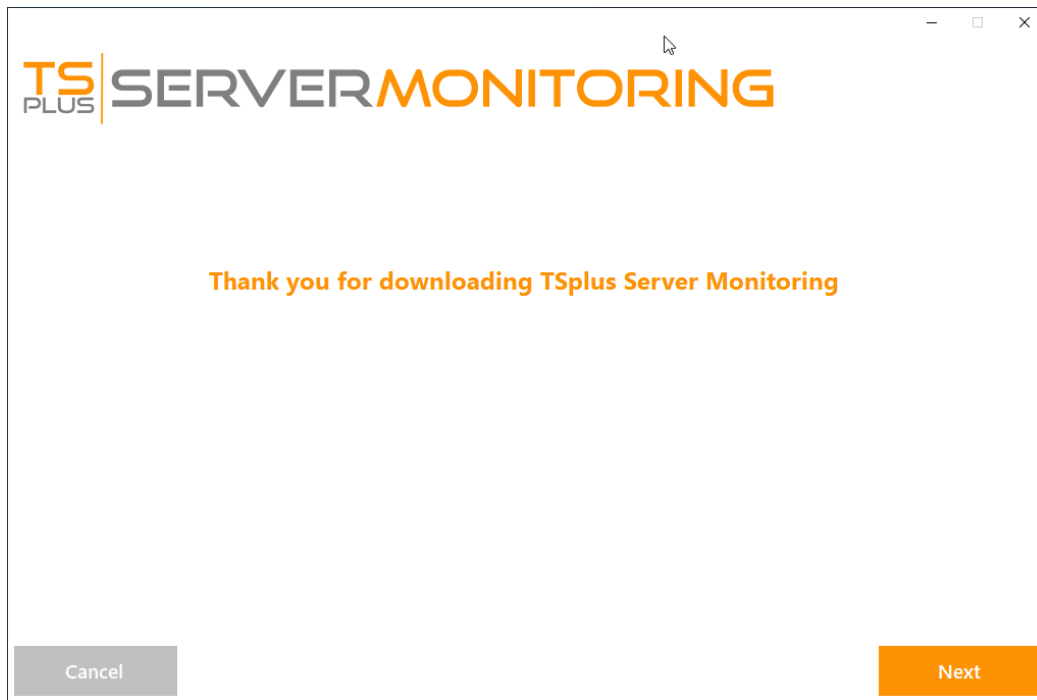 TS PLUS SERVERMONITORING
Thank you for downloading TSplus Server Monitoring
Cancel
Next